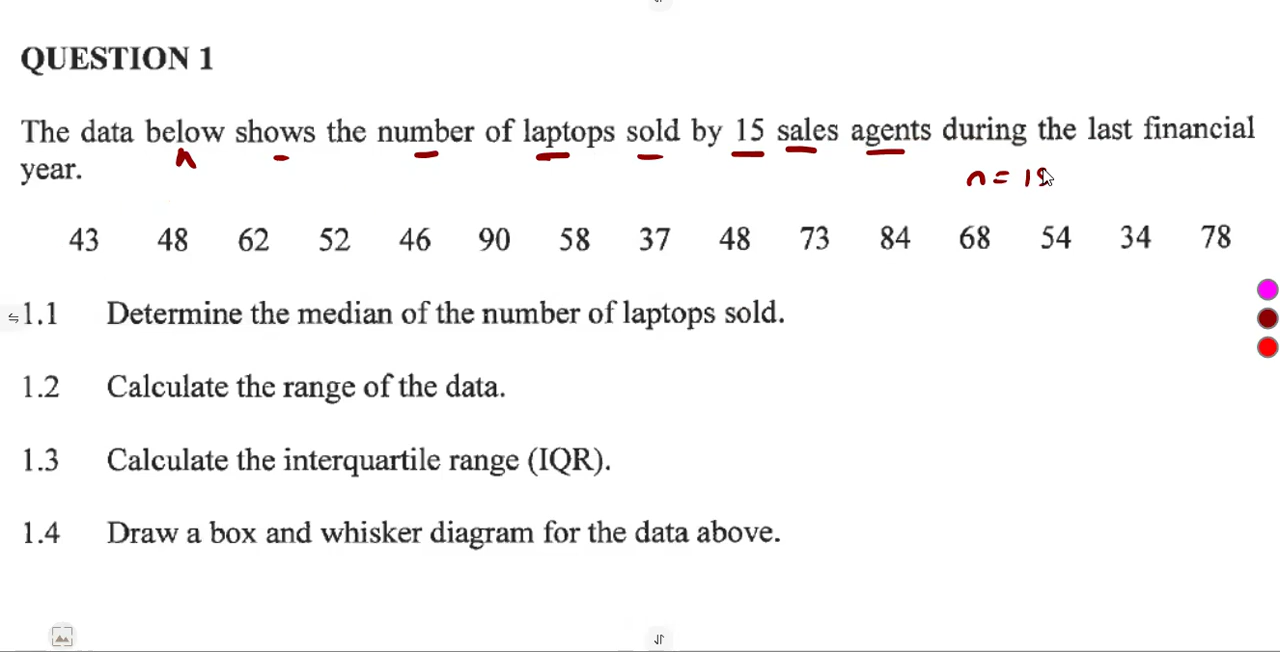 QUESTION 1
The data below shows the number of laptops sold by 15 sales agents during the last financial
year.
n = 15
43 48 62 52 46 90 58 37 48 73 84 68 54 34 78
1.1 Determine the median of the number of laptops sold.
1.2 Calculate the range of the data.
1.3 Calculate the interquartile range (IQR).
1.4 Draw a box and whisker diagram for the data above.